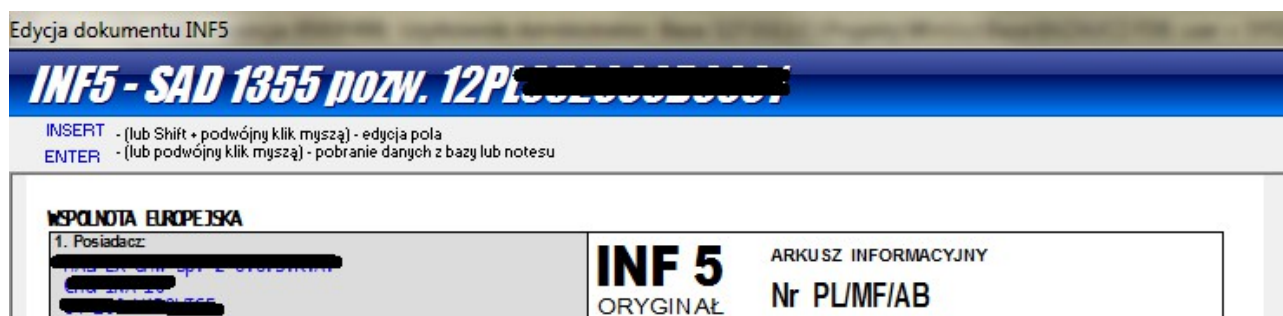 Edycja dokumentu INF5
INF5 - SAD 1355 pozw. 12PL
INSERT - (lub Shift + podwójny klik myszą) - edycja pola
ENTER - (lub podwójny klik myszą) - pobranie danych z bazy lub notesu
WSPOLNOTA EUROPEJSKA
1. Posiadacz:
INF 5
ORYGINAŁ
ARKUSZ INFORMACYJNY
Nr PL/MF/AB